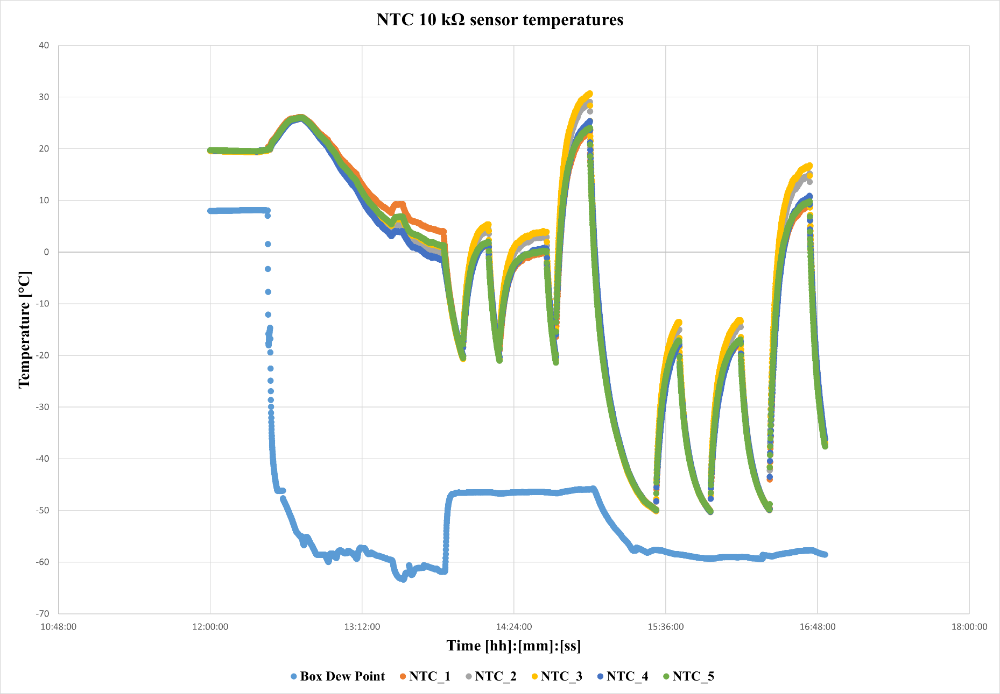 NTC 10 kΩ sensor temperatures
40
30
20
10
0
-10
-20
-30
-40
-50
-60
-70
Temperature [°C]
10:48:00 12:00:00 13:12:00 14:24:00 15:36:00 16:48:00 18:00:00
Time [hh]:[mm]:[ss]
Box Dew Point NTC_1 NTC_2 NTC_3 NTC_4 NTC_5